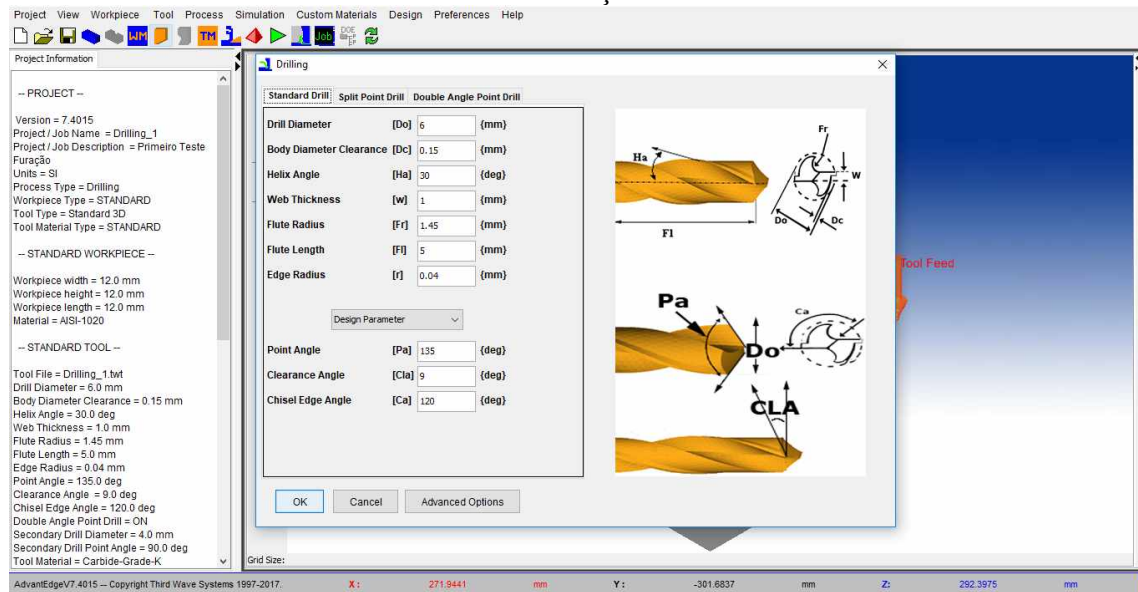 Project View Workpiece Tool Process Simulation Custom Materials Design Preferences Help
WM TM Job DOE
Project Information
-- PROJECT --
Version = 7.4015
Project / Job Name = Drilling_1
Project / Job Description = Primeiro Teste
Furação
Units = SI
Process Type = Drilling
Workpiece Type = STANDARD
Tool Type = Standard 3D
Tool Material Type = STANDARD
-- STANDARD WORKPIECE --
Workpiece width = 12.0 mm
Workpiece height = 12.0 mm
Workpiece length = 12.0 mm
Material = AISI-1020
-- STANDARD TOOL --
Tool File = Drilling_1.twt
Drill Diameter = 6.0 mm
Body Diameter Clearance = 0.15 mm
Helix Angle = 30.0 deg
Web Thickness = 1.0 mm
Flute Radius = 1.45 mm
Flute Length = 5.0 mm
Edge Radius = 0.04 mm
Point Angle = 135.0 deg
Clearance Angle = 9.0 deg
Chisel Edge Angle = 120.0 deg
Double Angle Point Drill = ON
Secondary Drill Diameter = 4.0 mm
Secondary Drill Point Angle = 90.0 deg
Tool Material = Carbide-Grade-K
Drilling
Standard Drill Split Point Drill Double Angle Point Drill
Drill Diameter [Do] 6 {mm}
Body Diameter Clearance [Dc] 0.15 {mm}
Helix Angle [Ha] 30 {deg}
Web Thickness [w] 1 {mm}
Flute Radius [Fr] 1.45 {mm}
Flute Length [Fl] 5 {mm}
Edge Radius [r] 0.04 {mm}
Design Parameter
Point Angle [Pa] 135 {deg}
Clearance Angle [Cla] 9 {deg}
Chisel Edge Angle [Ca] 120 {deg}
OK Cancel Advanced Options
Fr
Ha
W
Do Dc
Fl
Pa
Ca
Do
CLA
Tool Feed
Grid Size:
AdvantEdgeV7.4015 -- Copyright Third Wave Systems 1997-2017. X : 271.9441 mm Y : -301.6837 mm Z: 292.3975 mm